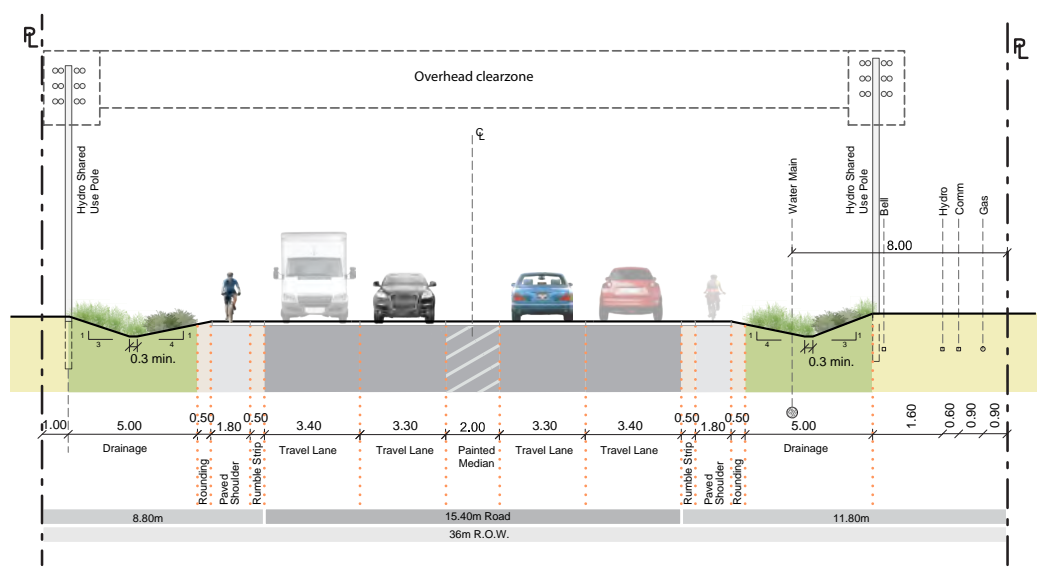 PL
PL
Overhead clearzone
CL
Hydro Shared
Use Pole
Water Main
Hydro Shared
Use Pole
Bell
Hydro
Comm
Gas
8.00
1
3
4
1
0.3 min.
1
4
3
1
0.3 min.
1.00
5.00
0.50
1.80
0.50
3.40
3.30
2.00
3.30
3.40
0.50
1.80
0.50
5.00
1.60
0.60
0.90
0.90
Drainage
Rounding
Paved
Shoulder
Rumble Strip
Travel Lane
Travel Lane
Painted
Median
Travel Lane
Travel Lane
Rumble Strip
Paved
Shoulder
Rounding
Drainage
8.80m
15.40m Road
11.80m
36m R.O.W.